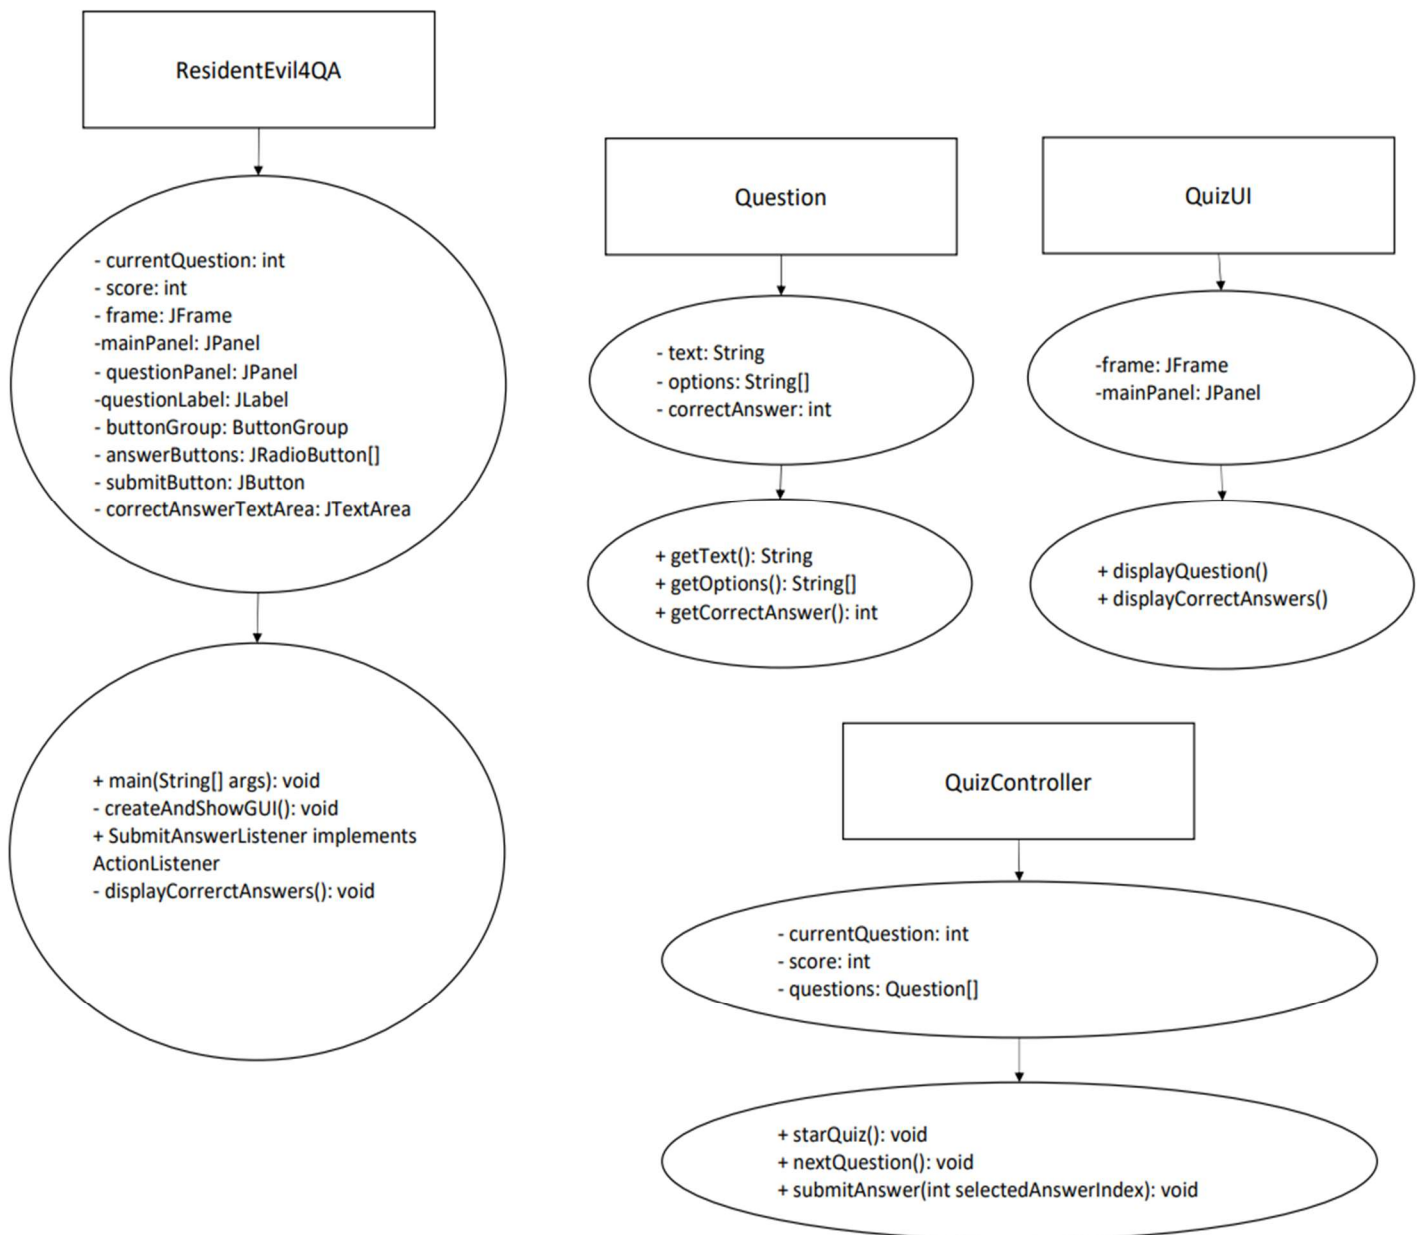 ResidentEvil4QA
- currentQuestion: int
- score: int
- frame: JFrame
-mainPanel: JPanel
- questionPanel: JPanel
-questionLabel: JLabel
- buttonGroup: ButtonGroup
- answerButtons: JRadioButton[]
- submitButton: JButton
- correctAnswerTextArea: JTextArea
+ main(String[] args): void
- createAndShowGUI(): void
+ SubmitAnswerListener implements
ActionListener
- displayCorrerctAnswers(): void
Question
- text: String
- options: String[]
- correctAnswer: int
+ getText(): String
+ getOptions(): String[]
+ getCorrectAnswer(): int
QuizUI
-frame: JFrame
-mainPanel: JPanel
+ displayQuestion()
+ displayCorrectAnswers()
QuizController
- currentQuestion: int
- score: int
- questions: Question[]
+ starQuiz(): void
+ nextQuestion(): void
+ submitAnswer(int selectedAnswerIndex): void